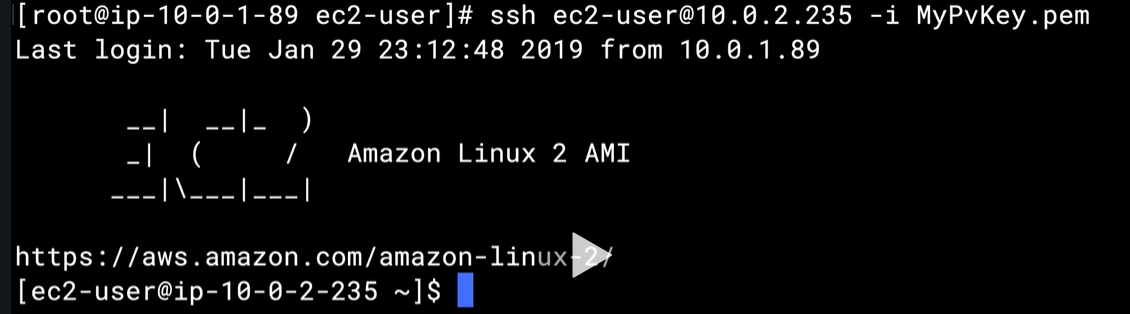 [root@ip-10-0-1-89 ec2-user]# ssh ec2-user@10.0.2.235 -i MyPvKey.pem
Last login: Tue Jan 29 23:12:48 2019 from 10.0.1.89
       __|  __|_  )
       _|  (     /   Amazon Linux 2 AMI
      ___|\___|___|
https://aws.amazon.com/amazon-linux-2/
[ec2-user@ip-10-0-2-235 ~]$